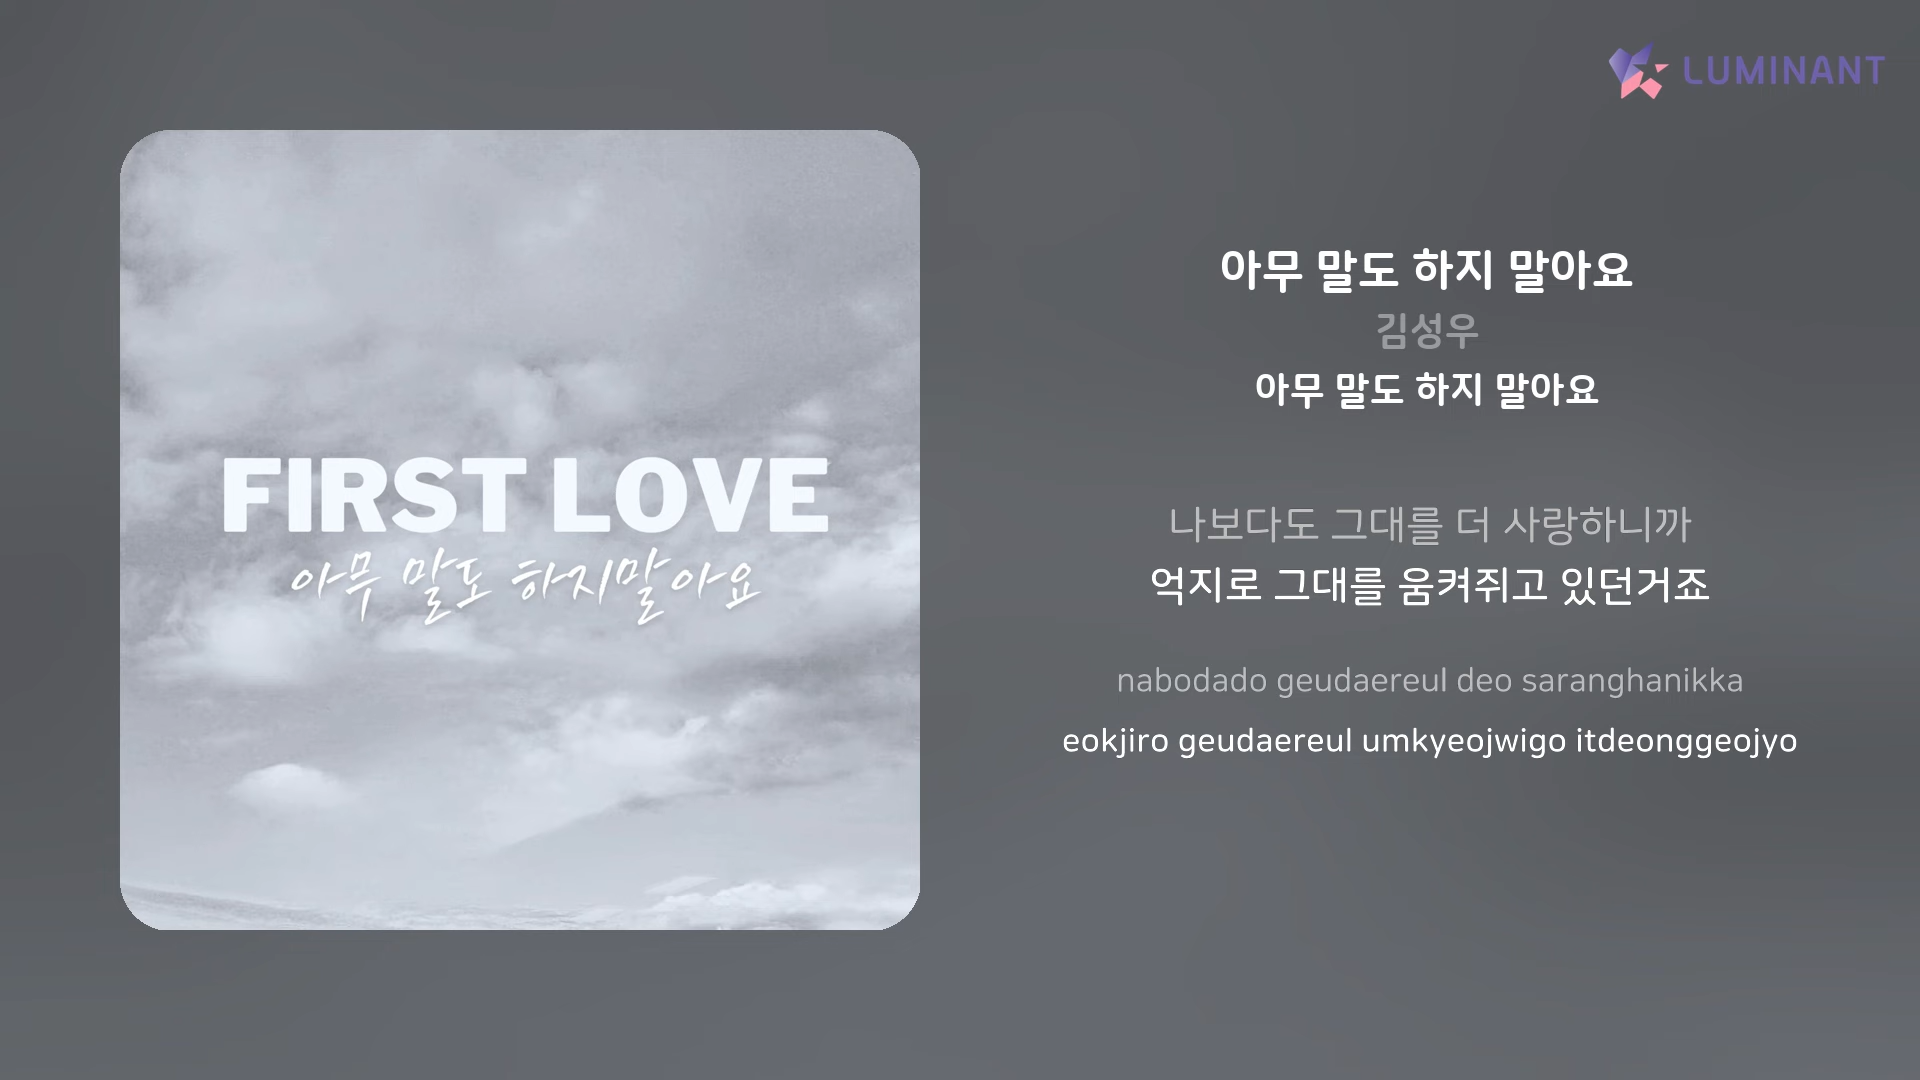 LUMINANT
FIRST LOVE
아무 말도 하지말아요
아무 말도 하지 말아요
김성우
아무 말도 하지 말아요
나보다도 그대를 더 사랑하니까
억지로 그대를 움켜쥐고 있던거죠
nabodado geudaereul deo saranghanikka
eokjiro geudaereul umkyeojwigo itdeonggeojyo